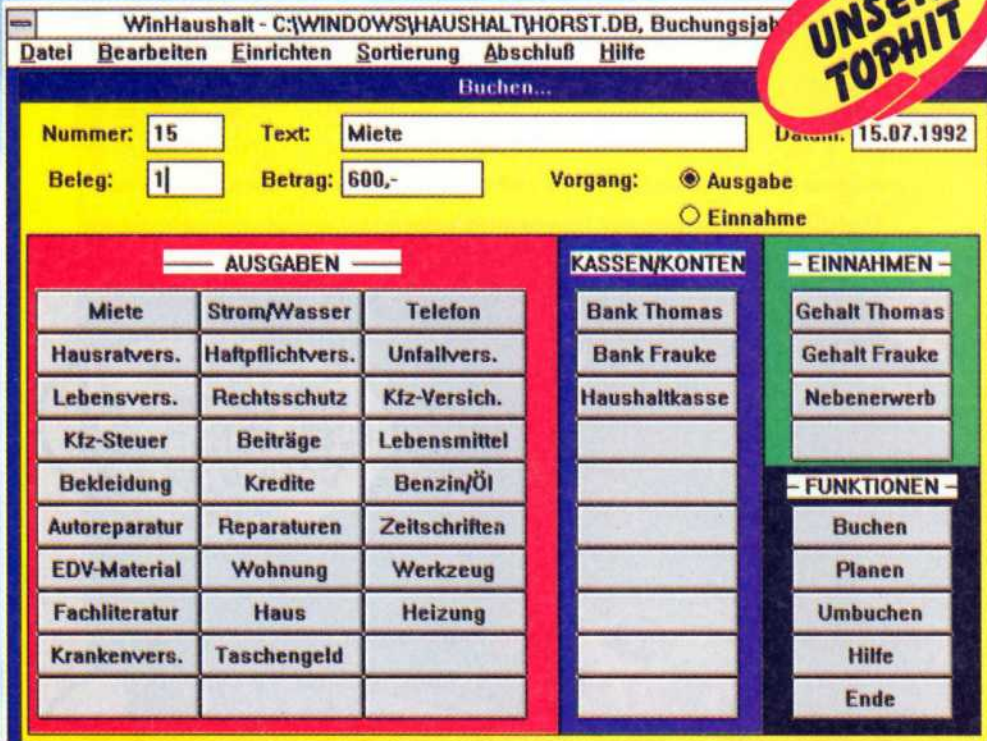 WinHaushalt - C:\WINDOWS\HAUSHALT\HORST.DB, Buchungsjah
UNSER
TOPHIT
Datei Bearbeiten Einrichten Sortierung Abschluß Hilfe
Buchen...
Nummer: 15 Text: Miete Datum: 15.07.1992
Beleg: 1 Betrag: 600,- Vorgang: Ausgabe
Einnahme
AUSGABEN KASSEN/KONTEN EINNAHMEN
Miete Strom/Wasser Telefon Bank Thomas Gehalt Thomas
Hausratvers. Haftpflichtvers. Unfallvers. Bank Frauke Gehalt Frauke
Lebensvers. Rechtsschutz Kfz-Versich. Haushaltkasse Nebenerwerb
Kfz-Steuer Beiträge Lebensmittel
Bekleidung Kredite Benzin/Öl FUNKTIONEN
Autoreparatur Reparaturen Zeitschriften Buchen
EDV-Material Wohnung Werkzeug Planen
Fachliteratur Haus Heizung Umbuchen
Krankenvers. Taschengeld Hilfe
Ende